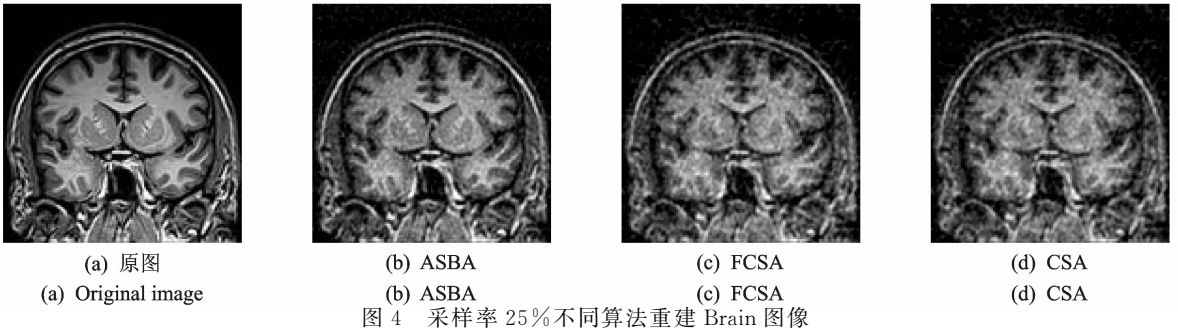 (a) 原图 (b) ASBA (c) FCSA (d) CSA
(a) Original image (b) ASBA (c) FCSA (d) CSA
图 4 采样率 25%不同算法重建 Brain 图像